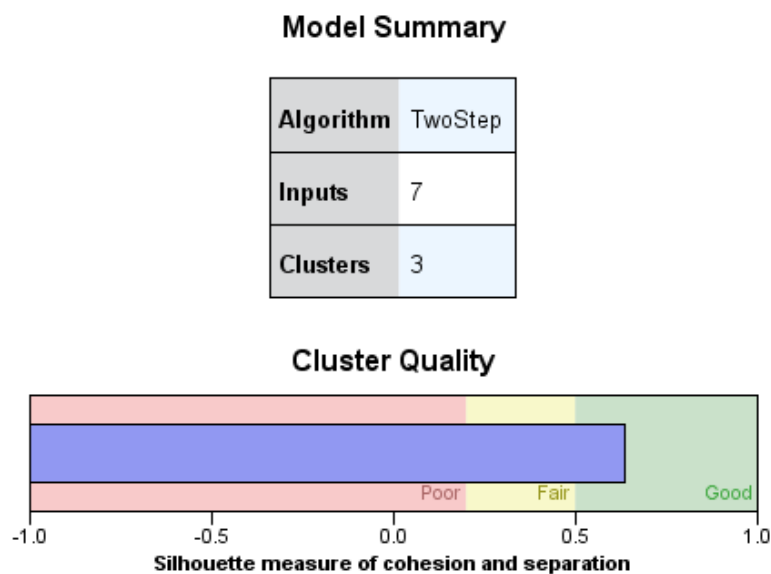 Model Summary
Algorithm TwoStep
Inputs 7
Clusters 3
Cluster Quality
Poor Fair Good
-1.0 -0.5 0.0 0.5 1.0
Silhouette measure of cohesion and separation